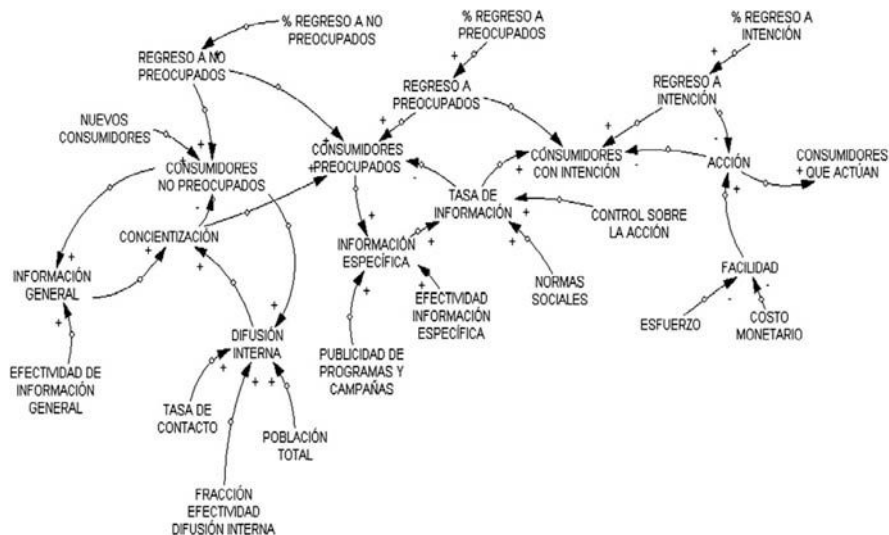 % REGRESO A NO
PREOCUPADOS
% REGRESO A
PREOCUPADOS
% REGRESO A
INTENCIÓN
REGRESO A NO
PREOCUPADOS
REGRESO A
PREOCUPADOS
REGRESO A
INTENCIÓN
NUEVOS
CONSUMIDORES
CONSUMIDORES
NO PREOCUPADOS
CONSUMIDORES
PREOCUPADOS
CONSUMIDORES
CON INTENCIÓN
ACCIÓN
CONSUMIDORES
QUE ACTÚAN
TASA DE
INFORMACIÓN
CONTROL SOBRE
LA ACCIÓN
CONCIENTIZACIÓN
INFORMACIÓN
ESPECÍFICA
INFORMACIÓN
GENERAL
NORMAS
SOCIALES
FACILIDAD
EFECTIVIDAD
INFORMACIÓN
ESPECÍFICA
ESFUERZO
COSTO
MONETARIO
DIFUSIÓN
INTERNA
PUBLICIDAD DE
PROGRAMAS Y
CAMPAÑAS
EFECTIVIDAD DE
INFORMACIÓN
GENERAL
TASA DE
CONTACTO
POBLACIÓN
TOTAL
FRACCIÓN
EFECTIVIDAD
DIFUSIÓN INTERNA